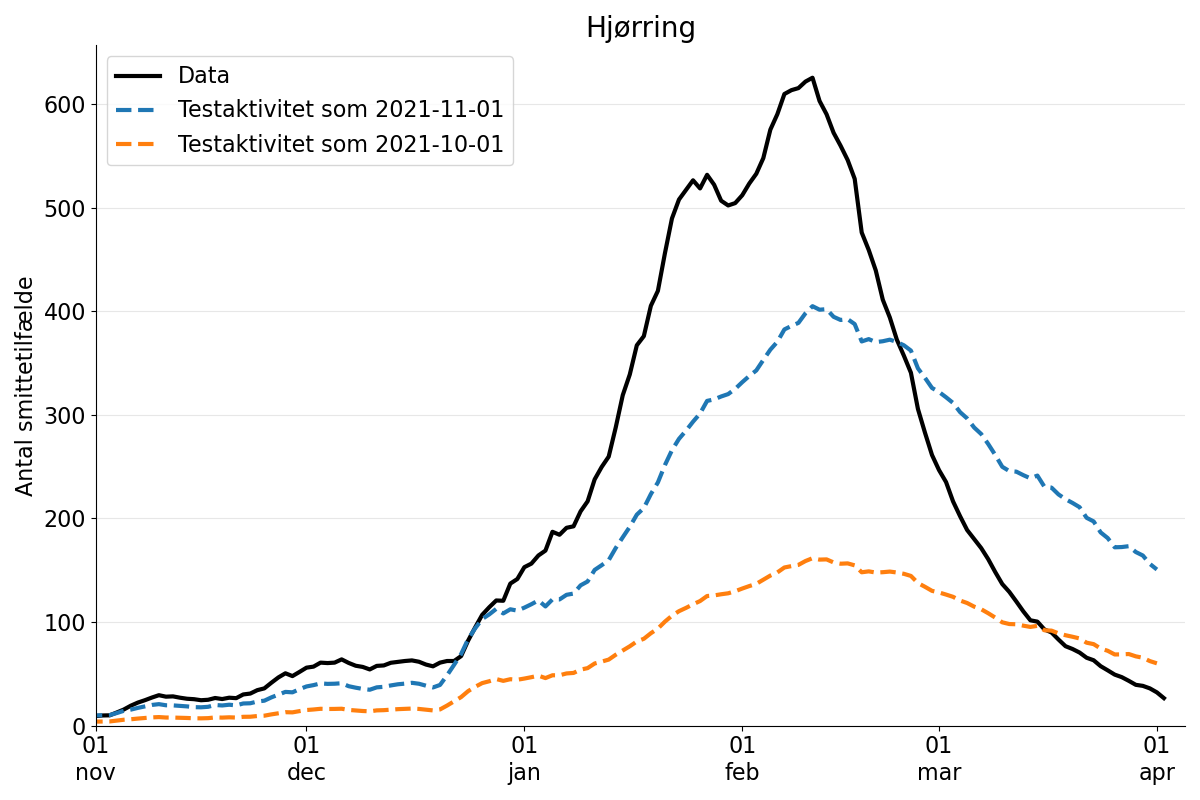 Hjørring
Data
Testaktivitet som 2021-11-01
Testaktivitet som 2021-10-01
Antal smittetilfælde
600
500
400
300
200
100
0
01 01 01 01 01 01
nov dec jan feb mar apr